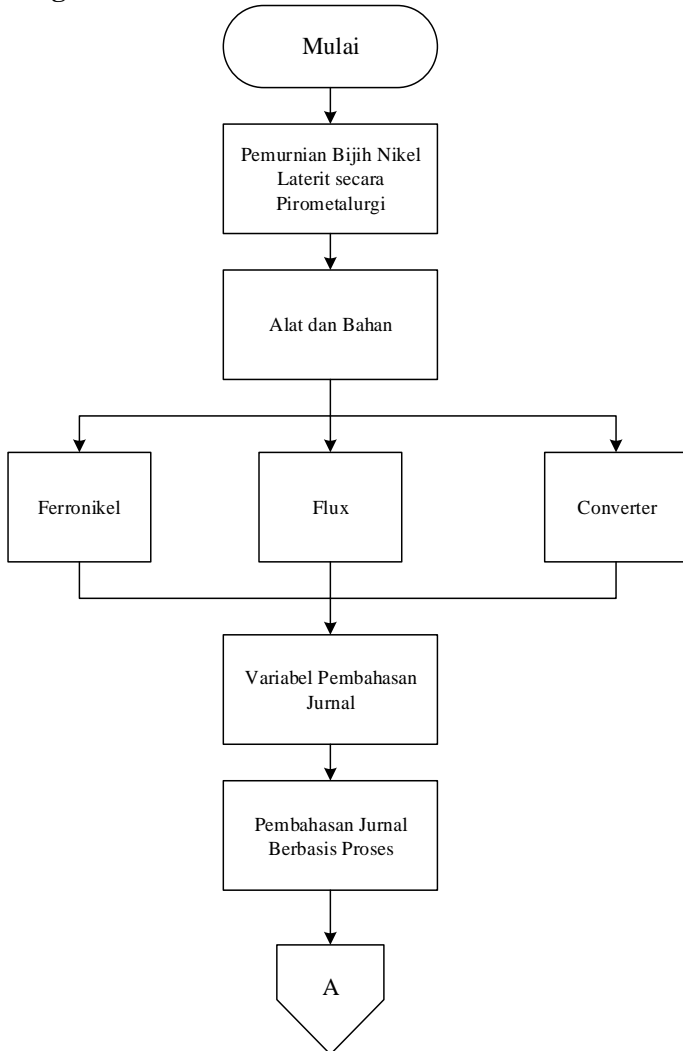 Mulai
Pemurnian Bijih Nikel
Laterit secara
Pirometalurgi
Alat dan Bahan
Ferronikel
Flux
Converter
Variabel Pembahasan
Jurnal
Pembahasan Jurnal
Berbasis Proses
A